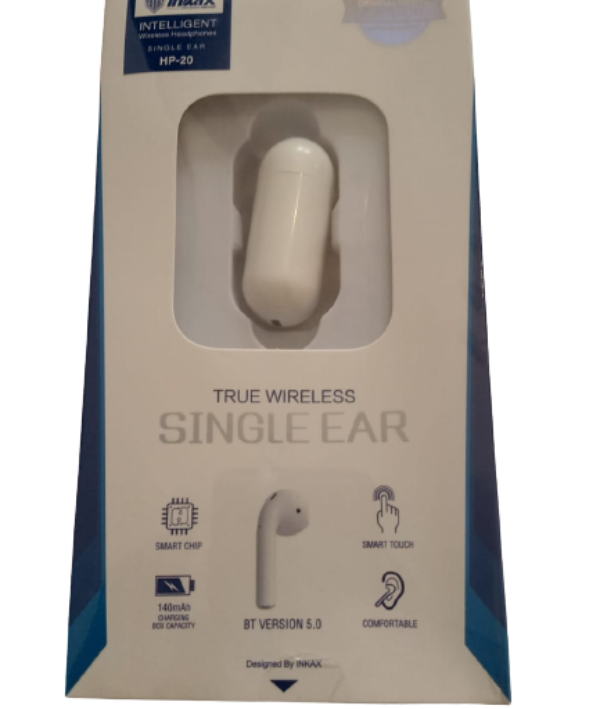 inkax
INTELLIGENT
Wireless Headphones
SINGLE EAR
HP-20
TRUE WIRELESS
SINGLE EAR
SMART CHIP
SMART TOUCH
140mAh
CHARGING
BOX CAPACITY
BT VERSION 5.0
COMFORTABLE
Designed By INKAX